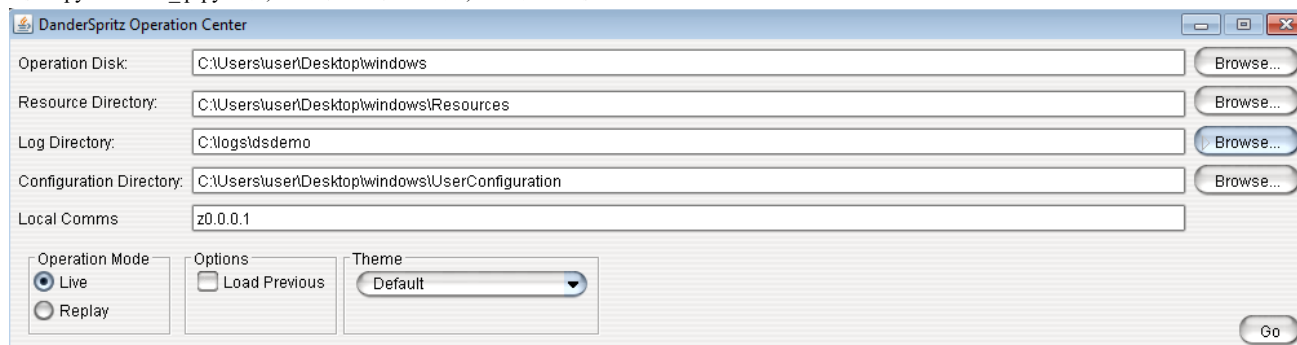 DanderSpritz Operation Center
Operation Disk: C:\Users\user\Desktop\windows Browse...
Resource Directory: C:\Users\user\Desktop\windows\Resources Browse...
Log Directory: C:\logs\dsdemo Browse...
Configuration Directory: C:\Users\user\Desktop\windows\UserConfiguration Browse...
Local Comms z0.0.0.1
Operation Mode Options Theme
Live Load Previous Default
Replay
Go